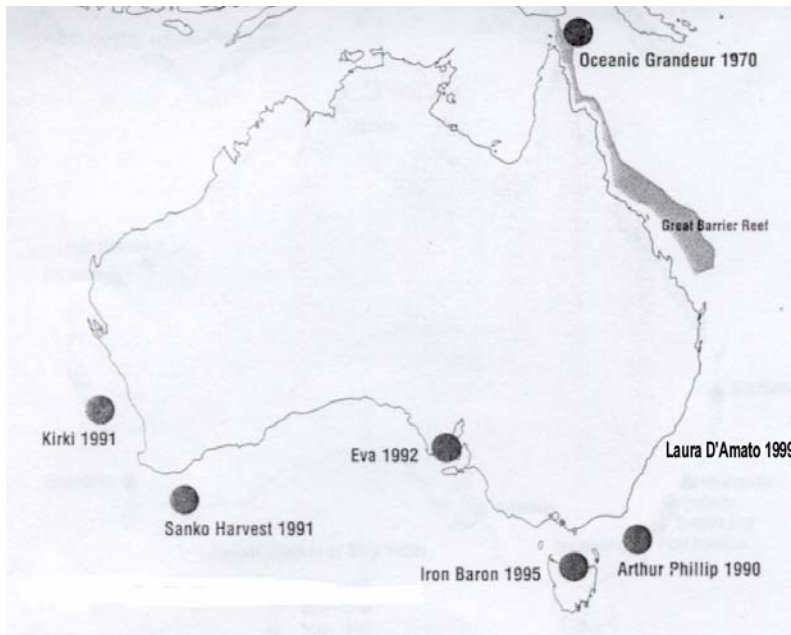 Oceanic Grandeur 1970
Great Barrier Reef
Kirki 1991
Eva 1992
Laura D'Amato 1999
Sanko Harvest 1991
Iron Baron 1995
Arthur Phillip 1990